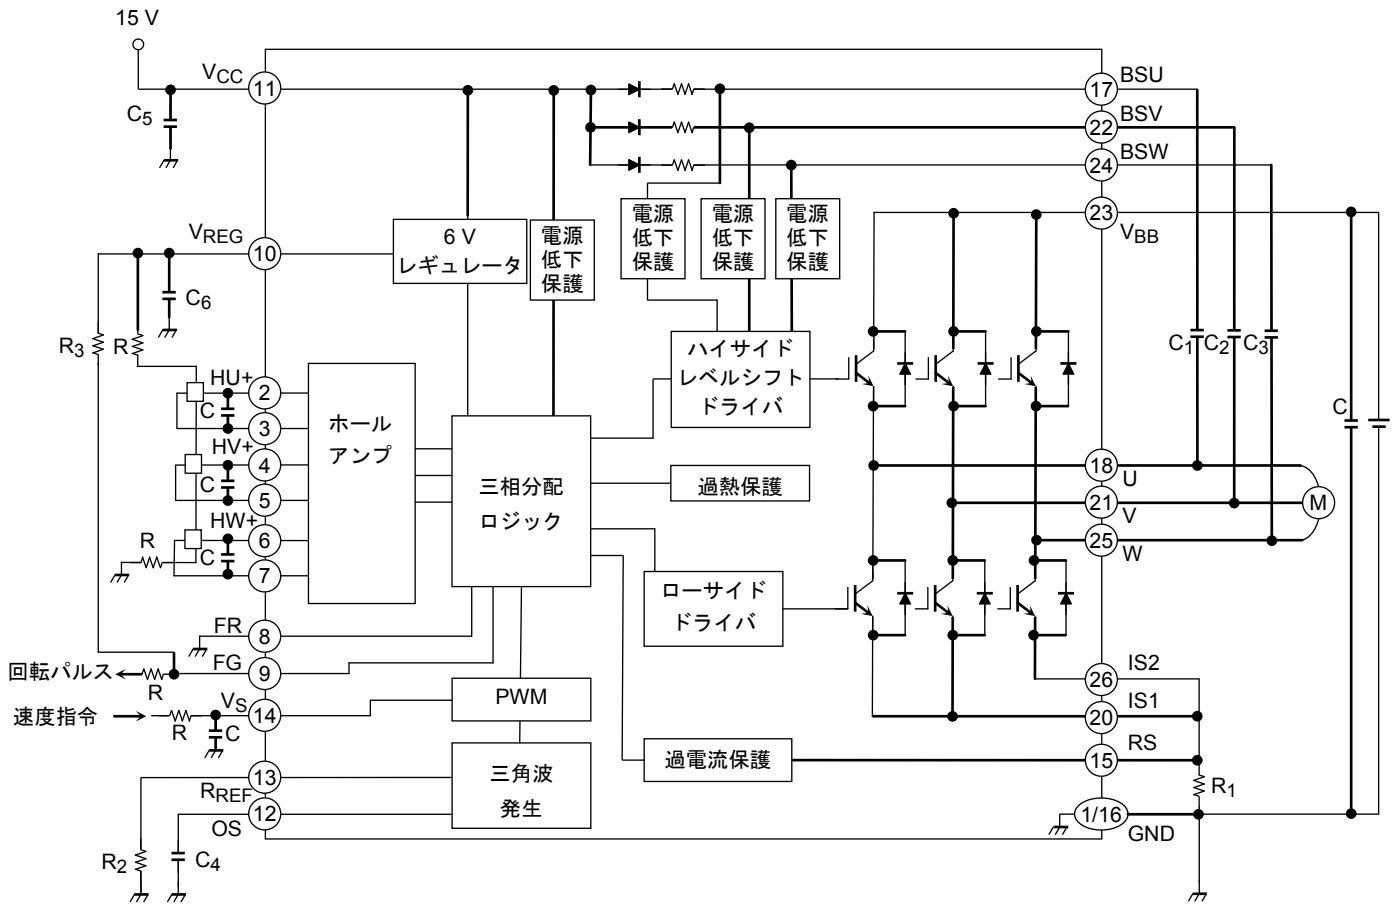 15 V
VCC
11
C5
17
BSU
22
BSV
24
BSW
23
VBB
VREG
10
C6
6 V
レギュレータ
電源
低下
保護
電源
低下
保護
電源
低下
保護
電源
低下
保護
R3
R
HU+
2
C
3
HV+
4
C
5
HW+
6
C
7
R
ホール
アンプ
三相分配
ロジック
ハイサイド
レベルシフト
ドライバ
過熱保護
ローサイド
ドライバ
C1
C2
C3
C
18
U
21
V
25
W
M
FR
8
回転パルス
R
FG
9
速度指令
R
VS
C
14
PWM
RREF
13
OS
12
三角波
発生
R2
C4
過電流保護
26
IS2
20
IS1
15
RS
R1
1/16
GND